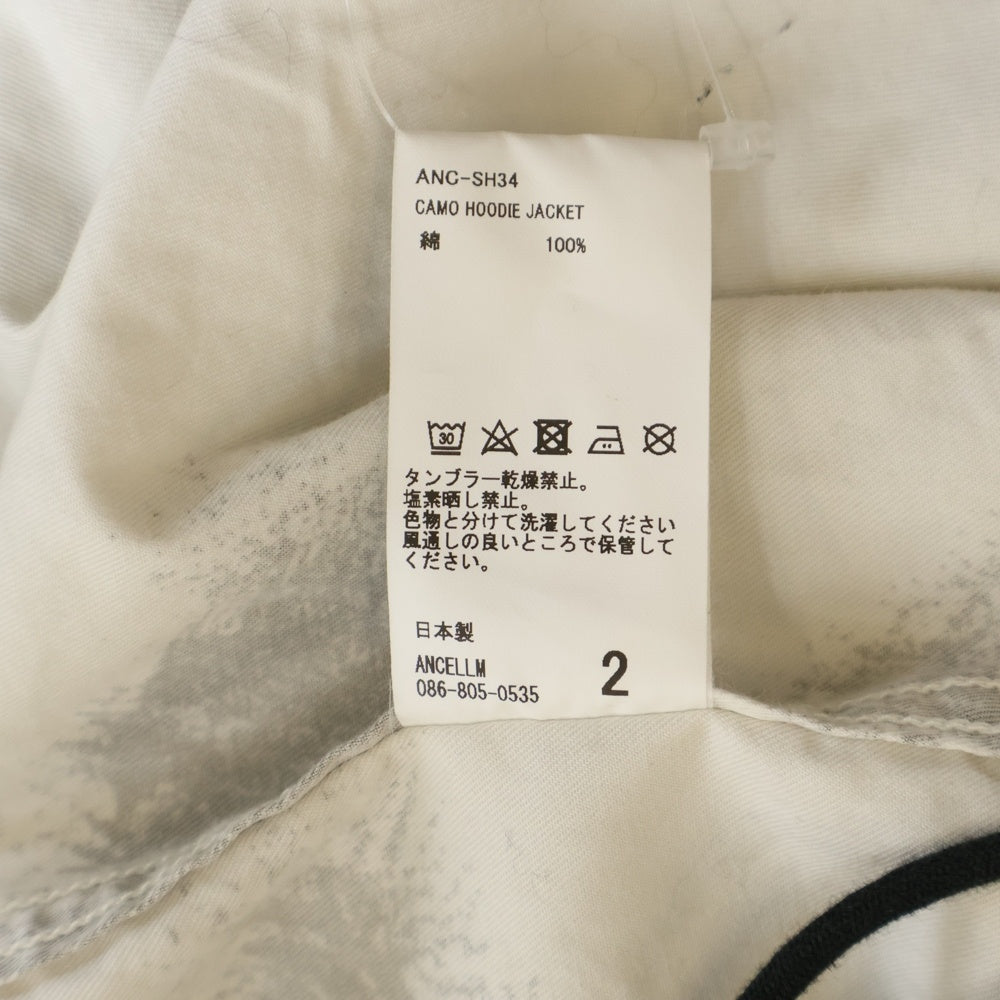 ANC-SH34
CAMO HOODIE JACKET
綿 100%
30
タンブラー乾燥禁止。
塩素晒し禁止。
色物と分けて洗濯してください
風通しの良いところで保管して
ください。
日本製
ANCELLM
086-805-0535
2